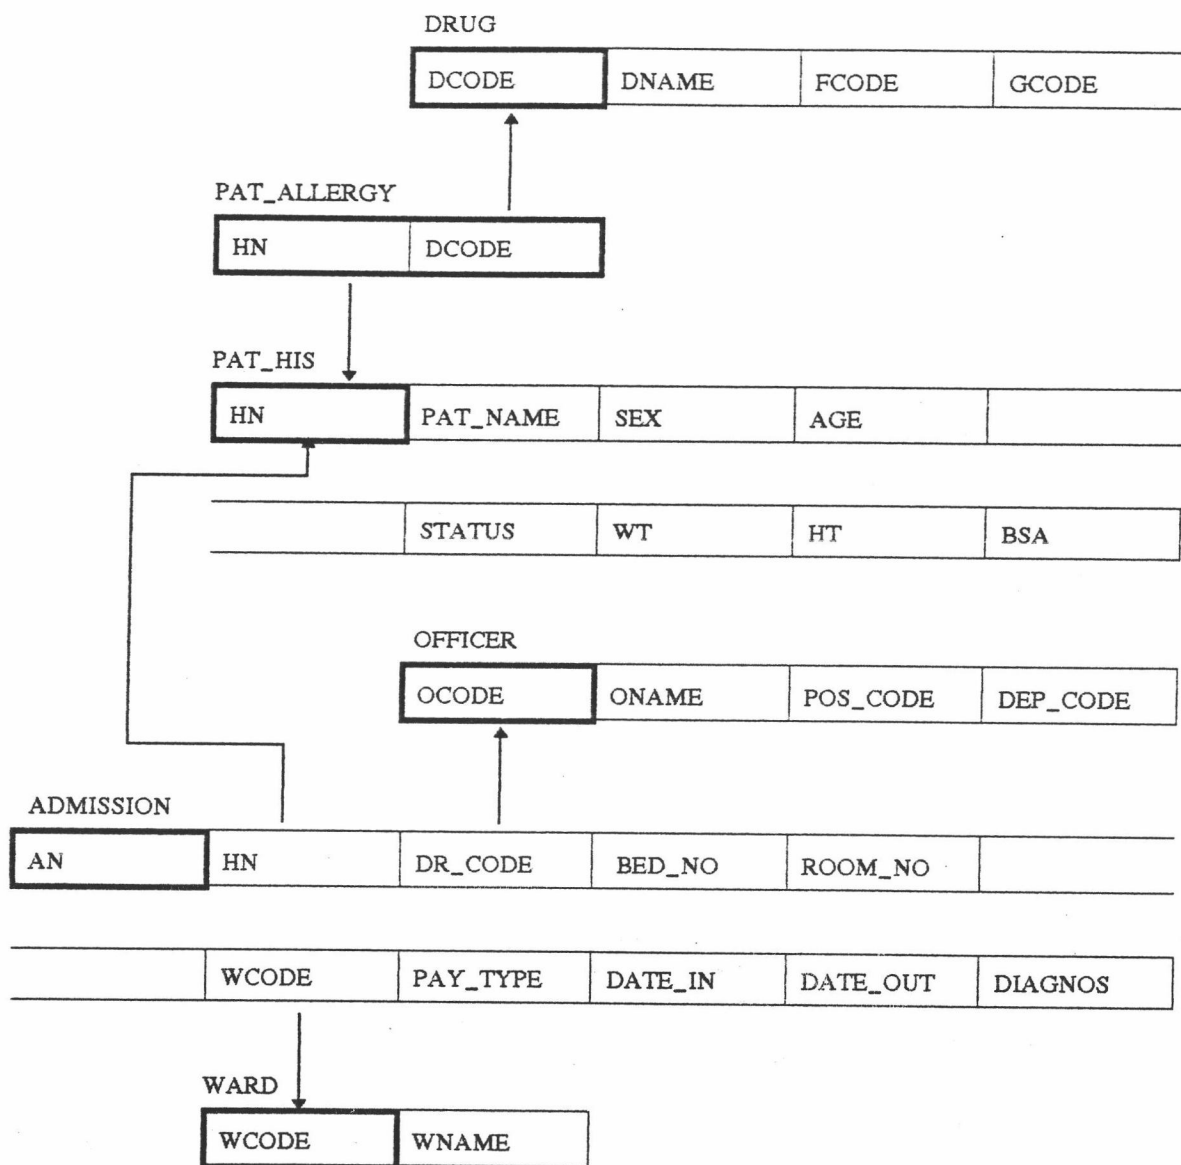 DRUG
DCODE DNAME FCODE GCODE
PAT_ALLERGY
HN DCODE
PAT_HIS
HN PAT_NAME SEX AGE
STATUS WT HT BSA
OFFICER
OCODE ONAME POS_CODE DEP_CODE
ADMISSION
AN HN DR_CODE BED_NO ROOM_NO
WCODE PAY_TYPE DATE_IN DATE_OUT DIAGNOS
WARD
WCODE WNAME